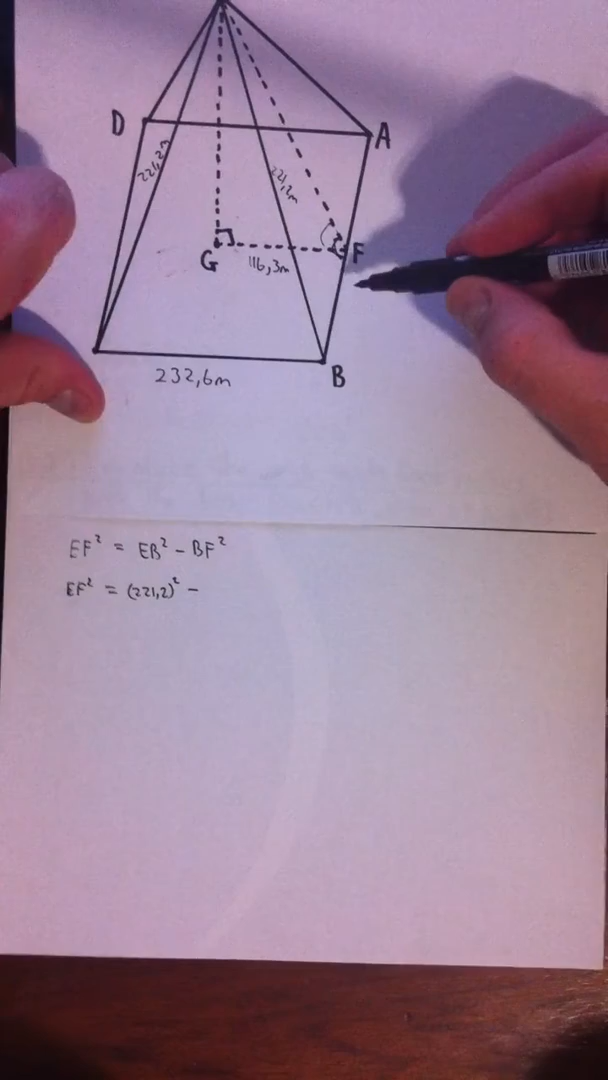 D
A
221,2m
221,2m
G
F
116,3m
232,6m
B
EF² = EB² - BF²
EF² = (221,2)² -